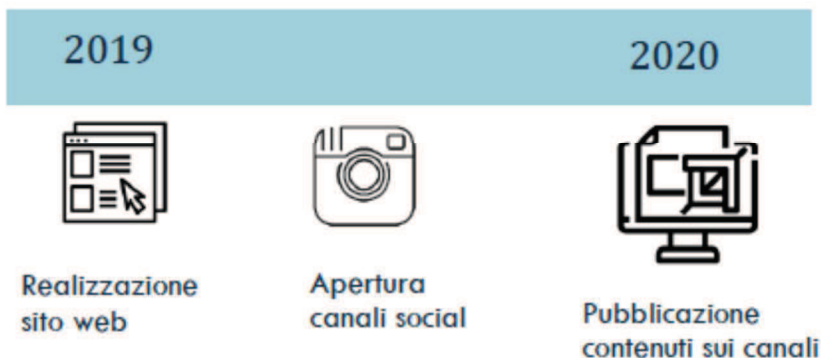 2019
2020
Realizzazione
sito web
Apertura
canali social
Pubblicazione
contenuti sui canali